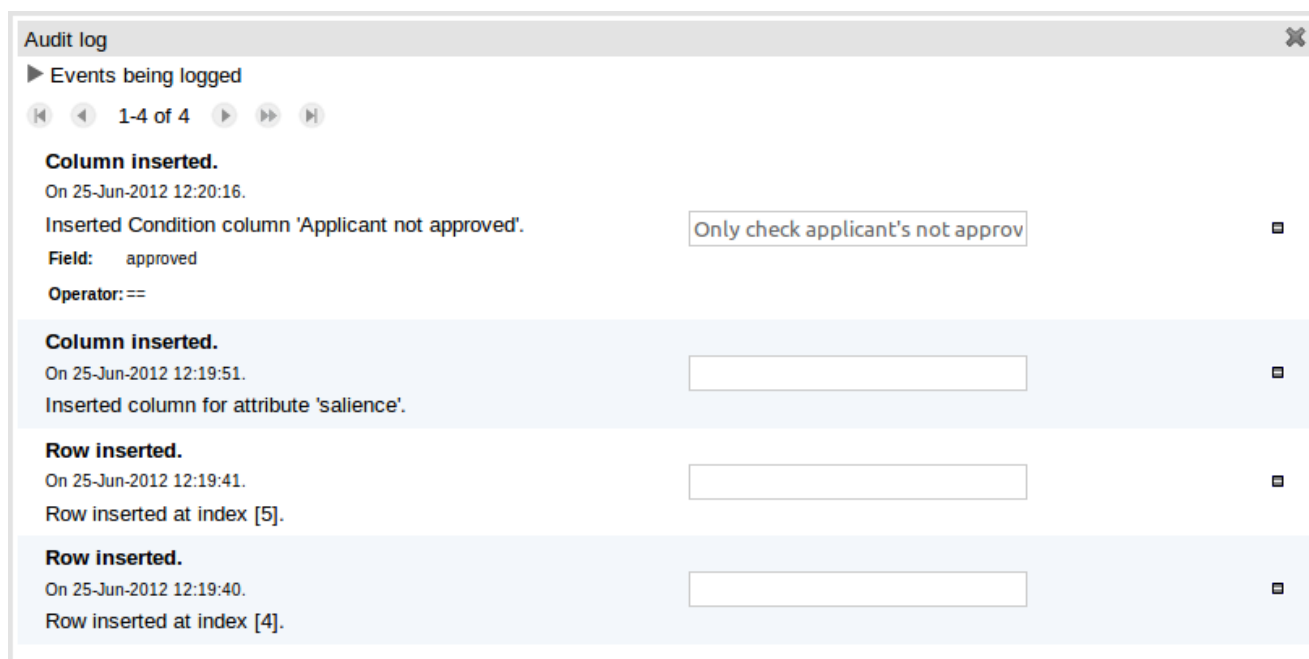 Audit log
Events being logged
1-4 of 4
Column inserted.
On 25-Jun-2012 12:20:16.
Inserted Condition column 'Applicant not approved'.
Only check applicant's not approv
Field: approved
Operator: ==
Column inserted.
On 25-Jun-2012 12:19:51.
Inserted column for attribute 'salience'.
Row inserted.
On 25-Jun-2012 12:19:41.
Row inserted at index [5].
Row inserted.
On 25-Jun-2012 12:19:40.
Row inserted at index [4].